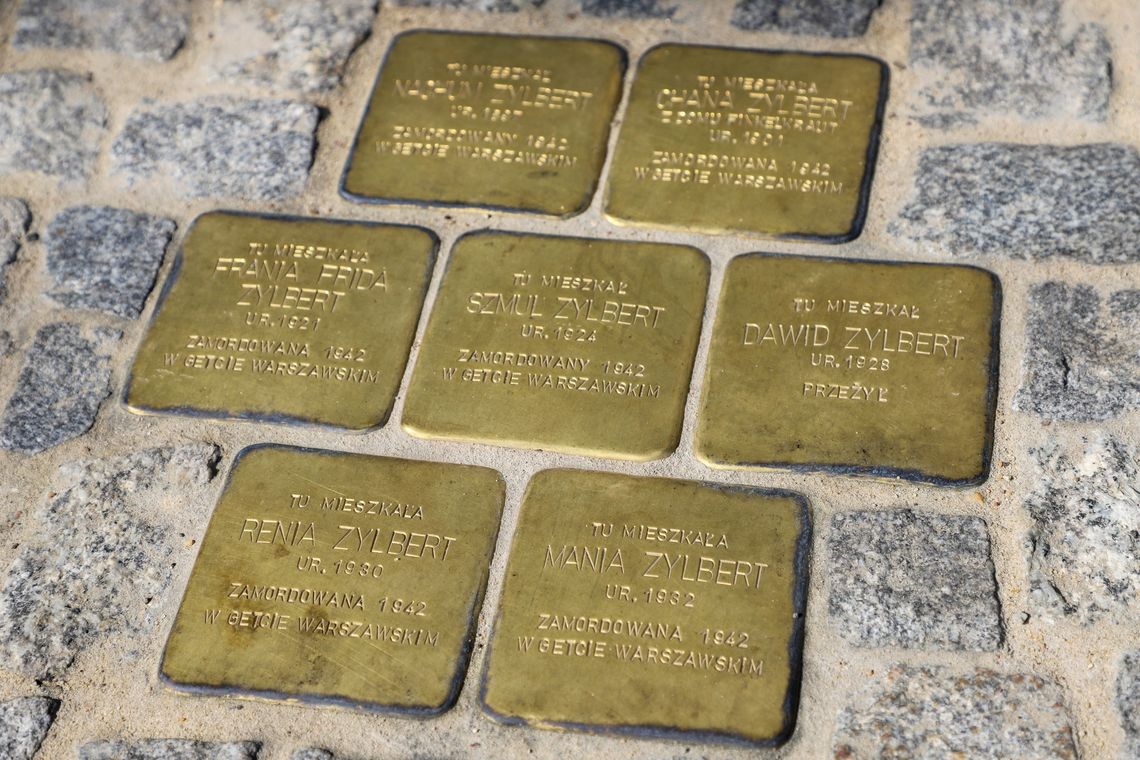 TU MIESZKAŁ
NACHUM ZYLBERT
UR. 1897
ZAMORDOWANY 1942
W GETCIE WARSZAWSKIM
TU MIESZKAŁA
CHANA ZYLBERT
Z DOMU FINKELKRAUT
UR. 1901
ZAMORDOWANA 1942
W GETCIE WARSZAWSKIM
TU MIESZKAŁA
FRANIA FRIDA
ZYLBERT
UR. 1921
ZAMORDOWANA 1942
W GETCIE WARSZAWSKIM
TU MIESZKAŁ
SZMUL ZYLBERT
UR. 1924
ZAMORDOWANY 1942
W GETCIE WARSZAWSKIM
TU MIESZKAŁ
DAWID ZYLBERT
UR. 1928
PRZEŻYŁ
TU MIESZKAŁA
RENIA ZYLBERT
UR. 1930
ZAMORDOWANA 1942
W GETCIE WARSZAWSKIM
TU MIESZKAŁA
MANIA ZYLBERT
UR. 1932
ZAMORDOWANA 1942
W GETCIE WARSZAWSKIM